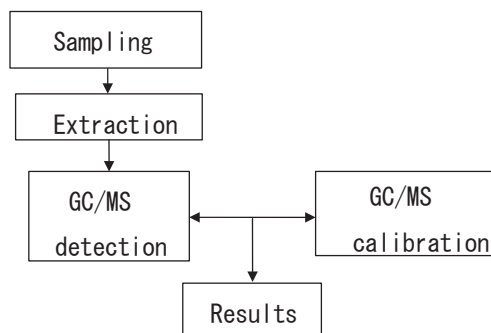 Sampling
Extraction
GC/MS
detection
GC/MS
calibration
Results